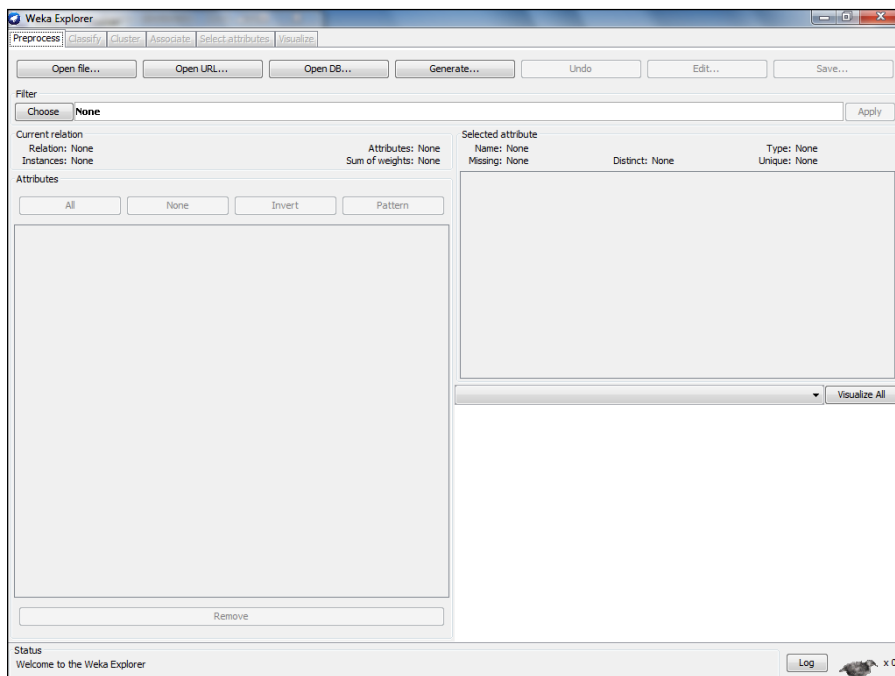 Weka Explorer
Preprocess Classify Cluster Associate Select attributes Visualize
Open file... Open URL... Open DB... Generate... Undo Edit... Save...
Filter
Choose None Apply
Current relation
Relation: None Attributes: None
Instances: None Sum of weights: None
Attributes
All None Invert Pattern
Remove
Selected attribute
Name: None Type: None
Missing: None Distinct: None Unique: None
Visualize All
Status
Welcome to the Weka Explorer
Log x 0